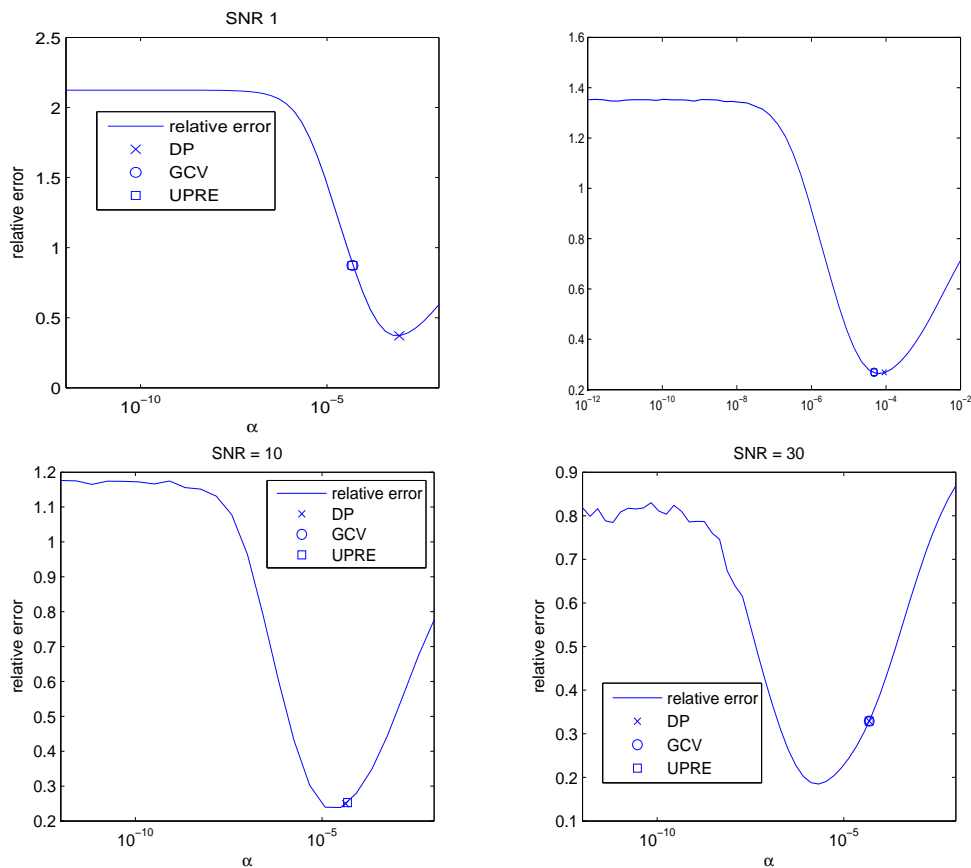 SNR 1
2.5
2
1.5
1
0.5
0
relative error
relative error
DP
GCV
UPRE
10^−10
10^−5
α
1.6
1.4
1.2
1
0.8
0.6
0.4
0.2
10^−12
10^−10
10^−8
10^−6
10^−4
10^−2
SNR = 10
1.2
1.1
1
0.9
0.8
0.7
0.6
0.5
0.4
0.3
0.2
relative error
relative error
DP
GCV
UPRE
10^−10
10^−5
α
SNR = 30
0.9
0.8
0.7
0.6
0.5
0.4
0.3
0.2
0.1
relative error
relative error
DP
GCV
UPRE
10^−10
10^−5
α